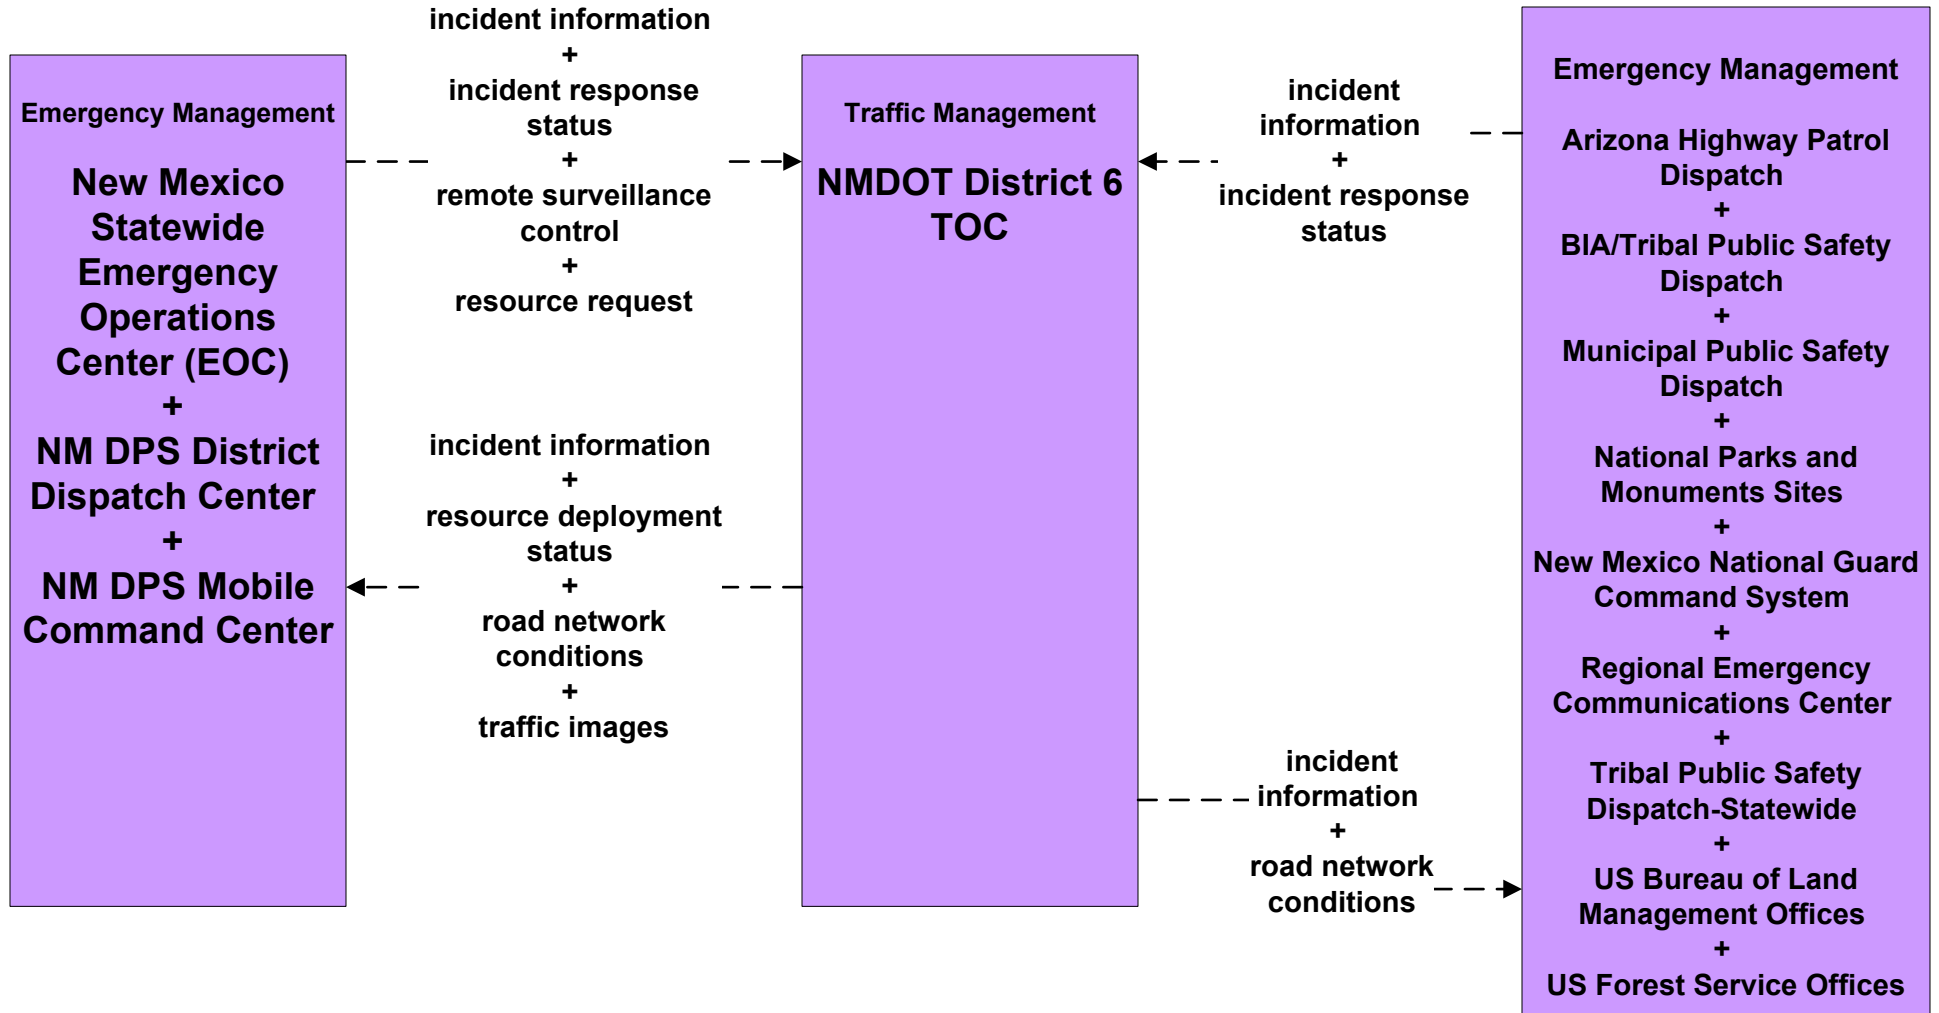 Emergency Management
New Mexico
Statewide
Emergency
Operations
Center (EOC)
+
NM DPS District
Dispatch Center
+
NM DPS Mobile
Command Center
incident information
+
incident response
status
+
remote surveillance
control
+
resource request
incident information
+
resource deployment
status
+
road network
conditions
+
traffic images
Traffic Management
NMDOT District 6
TOC
incident
information
+
incident response
status
incident
information
+
road network
conditions
Emergency Management
Arizona Highway Patrol
Dispatch
+
BIA/Tribal Public Safety
Dispatch
+
Municipal Public Safety
Dispatch
+
National Parks and
Monuments Sites
+
New Mexico National Guard
Command System
+
Regional Emergency
Communications Center
+
Tribal Public Safety
Dispatch-Statewide
+
US Bureau of Land
Management Offices
+
US Forest Service Offices